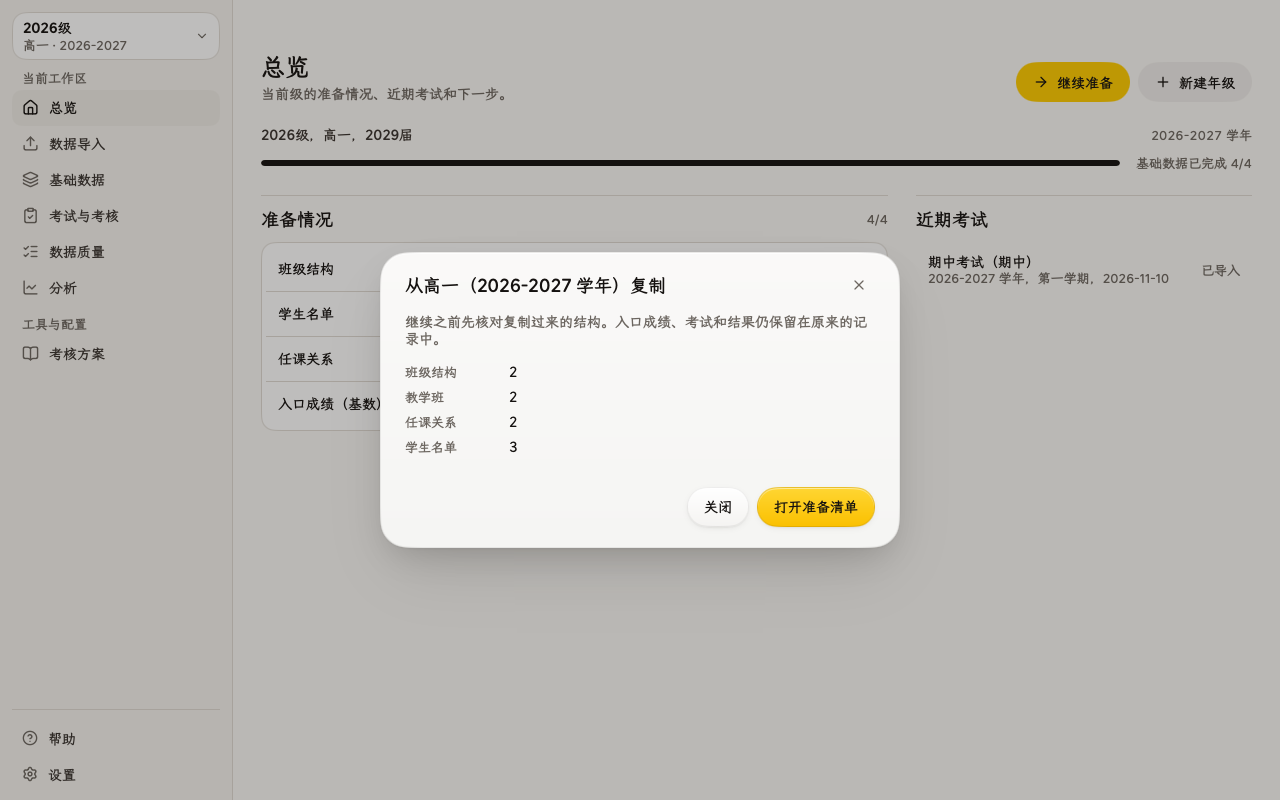 2026级
高一 · 2026-2027
当前工作区
总览
数据导入
基础数据
考试与考核
数据质量
分析
工具与配置
考核方案
帮助
设置
总览
当前级的准备情况、近期考试和下一步。
继续准备
新建年级
2026级，高一，2029届
2026-2027 学年
基础数据已完成 4/4
准备情况
4/4
班级结构
学生名单
任课关系
入口成绩（基数）
近期考试
期中考试（期中）
2026-2027 学年，第一学期，2026-11-10
已导入
从高一（2026-2027 学年）复制
继续之前先核对复制过来的结构。入口成绩、考试和结果仍保留在原来的记
录中。
班级结构 2
教学班 2
任课关系 2
学生名单 3
关闭
打开准备清单